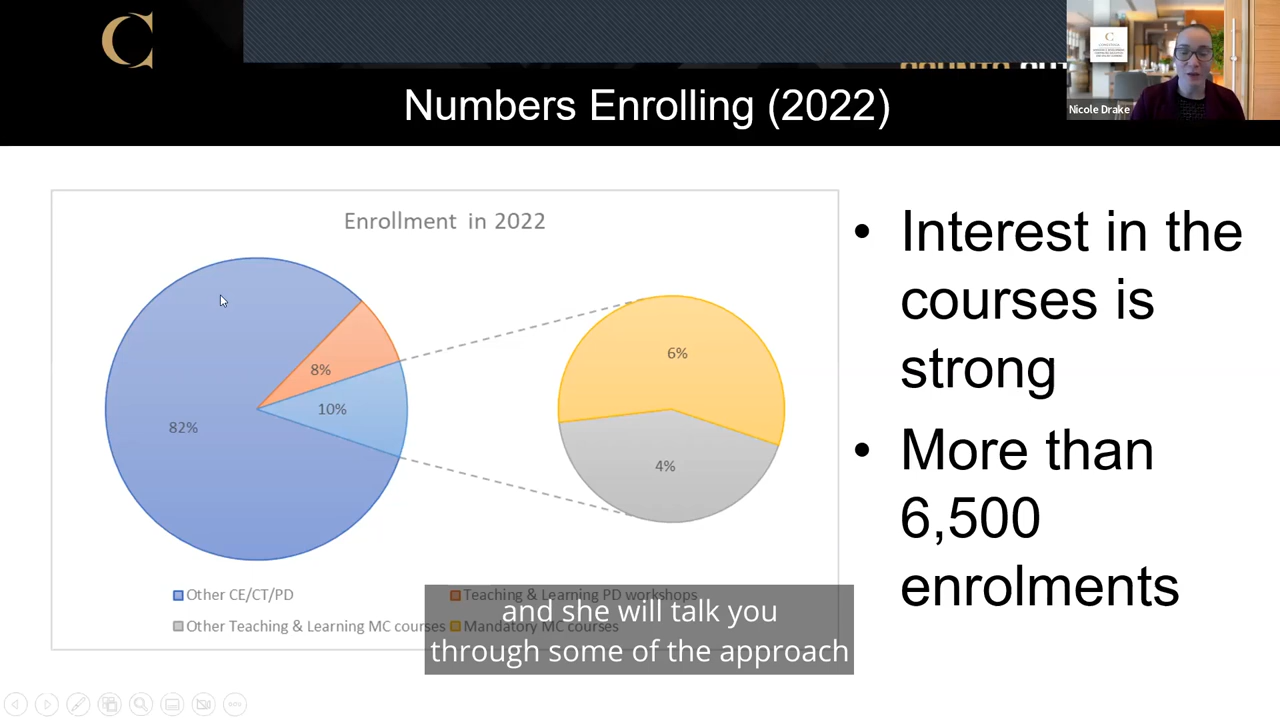 C
Numbers Enrolling (2022)
Nicole Drake
Enrollment in 2022
6%
8%
10%
82%
4%
Other CE/CT/PD
Teaching & Learning PD workshops
Other Teaching & Learning MC courses
Mandatory MC courses
• Interest in the
courses is
strong
• More than
6,500
enrolments
and she will talk you
through some of the approach